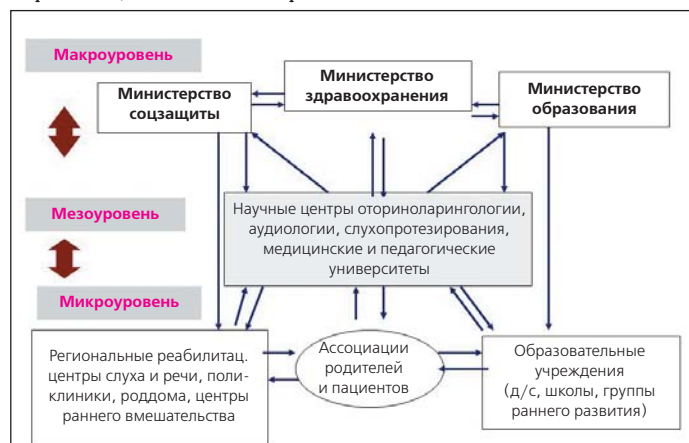 Макроуровень
Министерство
соцзащиты
Министерство
здравоохранения
Министерство
образования
Мезоуровень
Научные центры оториноларингологии,
аудиологии, слухопротезирования,
медицинские и педагогические
университеты
Микроуровень
Региональные реабилитац.
центры слуха и речи, поли-
клиники, роддома, центры
раннего вмешательства
Ассоциации
родителей
и пациентов
Образовательные
учреждения
(д/с, школы, группы
раннего развития)